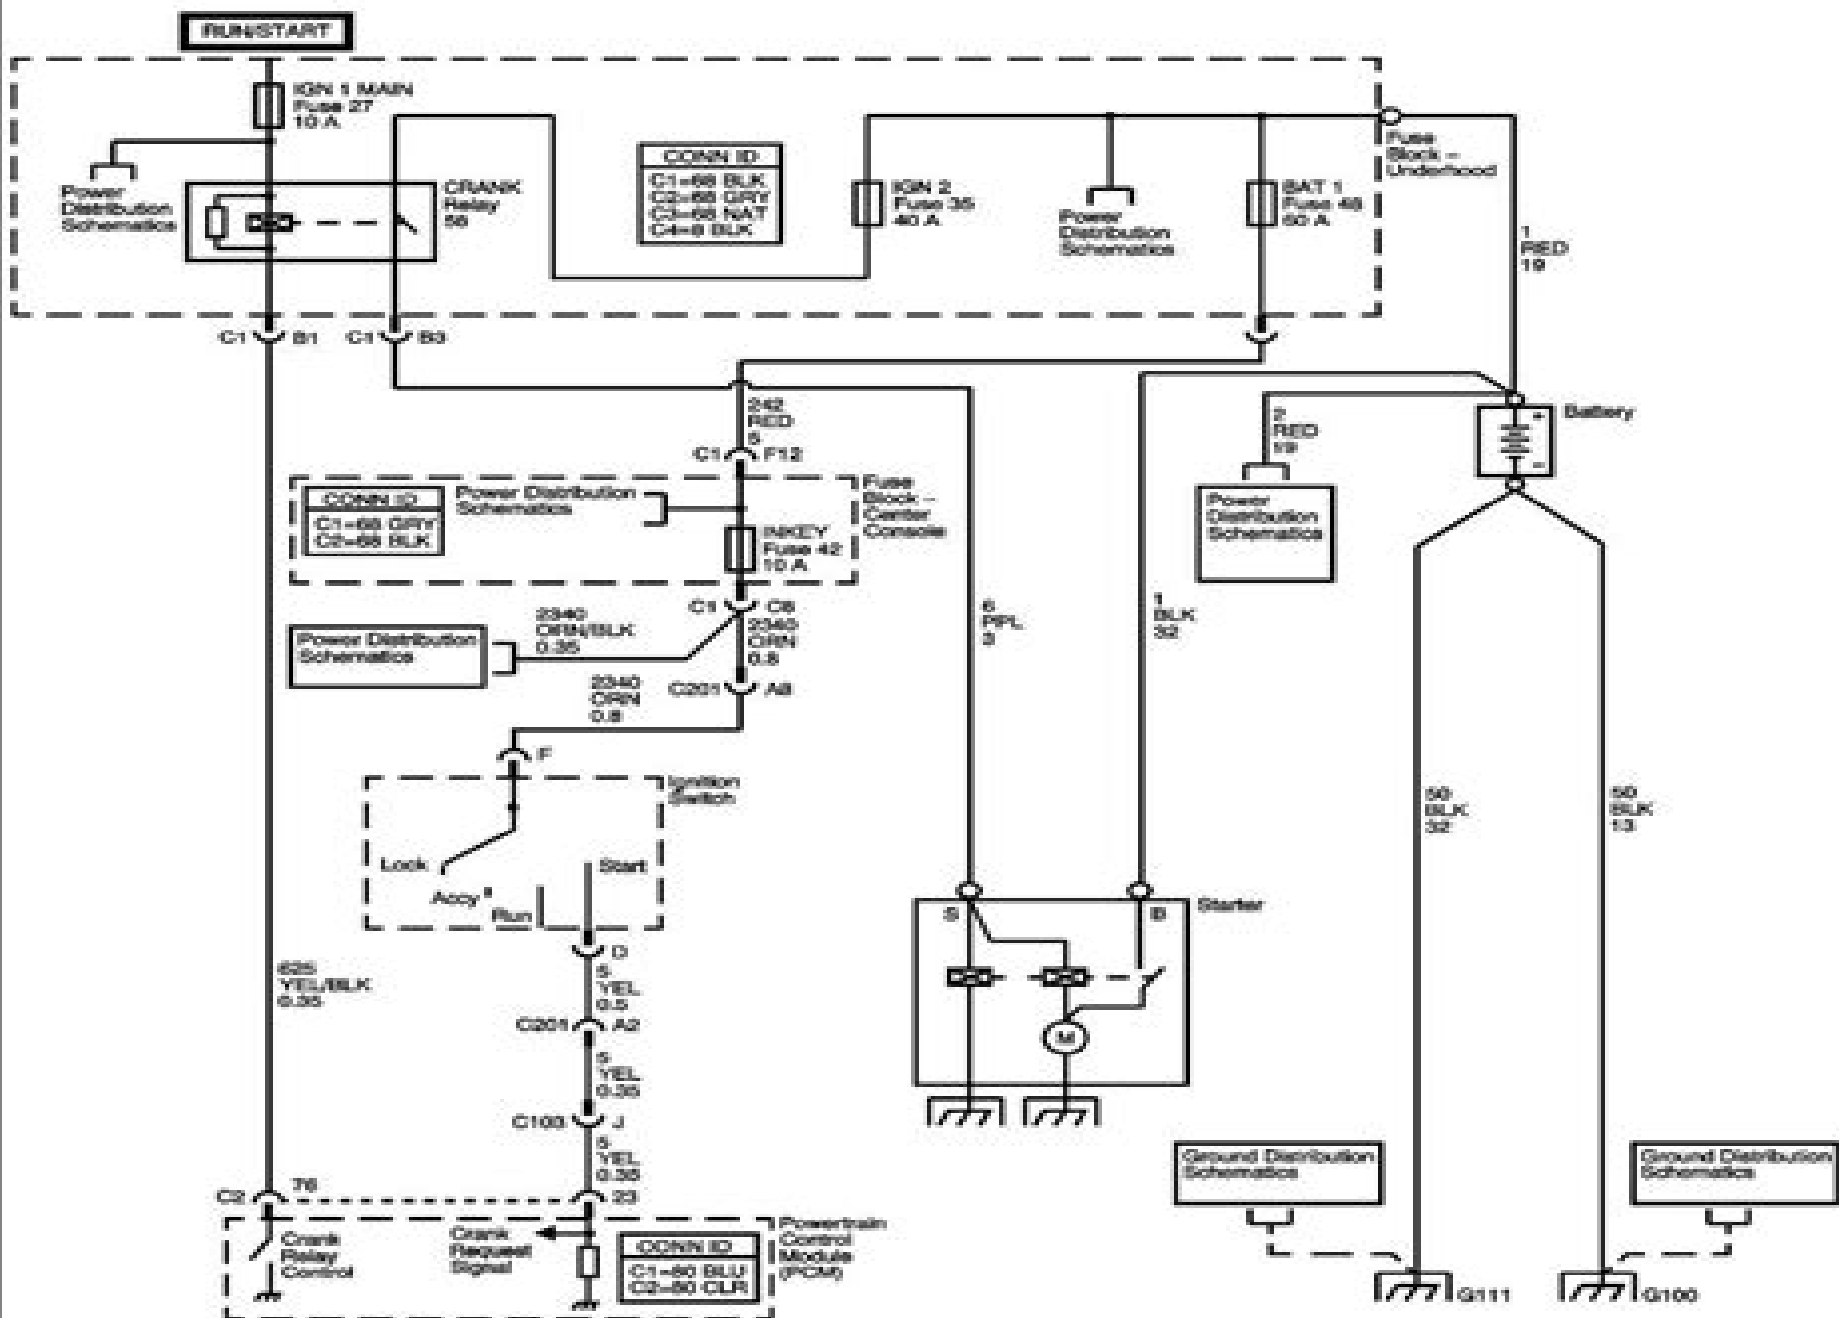 RUN/START
IGN 1 MAIN
Fuse 27
10 A
Power
Distribution
Schematics
CRANK
Relay
56
CONN ID
C1=68 BLK
C2=68 GRY
C3=68 NAT
C4=8 BLK
IGN 2
Fuse 35
40 A
Power
Distribution
Schematics
BAT 1
Fuse 48
60 A
Fuse
Block –
Underhood
1
RED
19
C1
B1
C1
B3
242
RED
5
C1
F12
2
RED
19
Battery
+
–
CONN ID
C1=68 GRY
C2=68 BLK
Power Distribution
Schematics
Fuse
Block –
Center
Console
INKEY
Fuse 42
10 A
Power
Distribution
Schematics
C1
C6
2340
ORN/BLK
0.35
2340
ORN
0.8
Power Distribution
Schematics
6
PPL
3
1
BLK
32
2340
ORN
0.8
C201
A8
F
Ignition
Switch
Lock
Accy
Run
Start
50
BLK
32
50
BLK
13
S
B
Starter
M
D
5
YEL
0.5
625
YEL/BLK
0.35
C201
A2
5
YEL
0.35
C103
J
5
YEL
0.35
C2
76
23
Crank
Relay
Control
Crank
Request
Signal
CONN ID
C1=80 BLU
C2=80 CLR
Powertrain
Control
Module
(PCM)
Ground Distribution
Schematics
Ground Distribution
Schematics
G111
G100